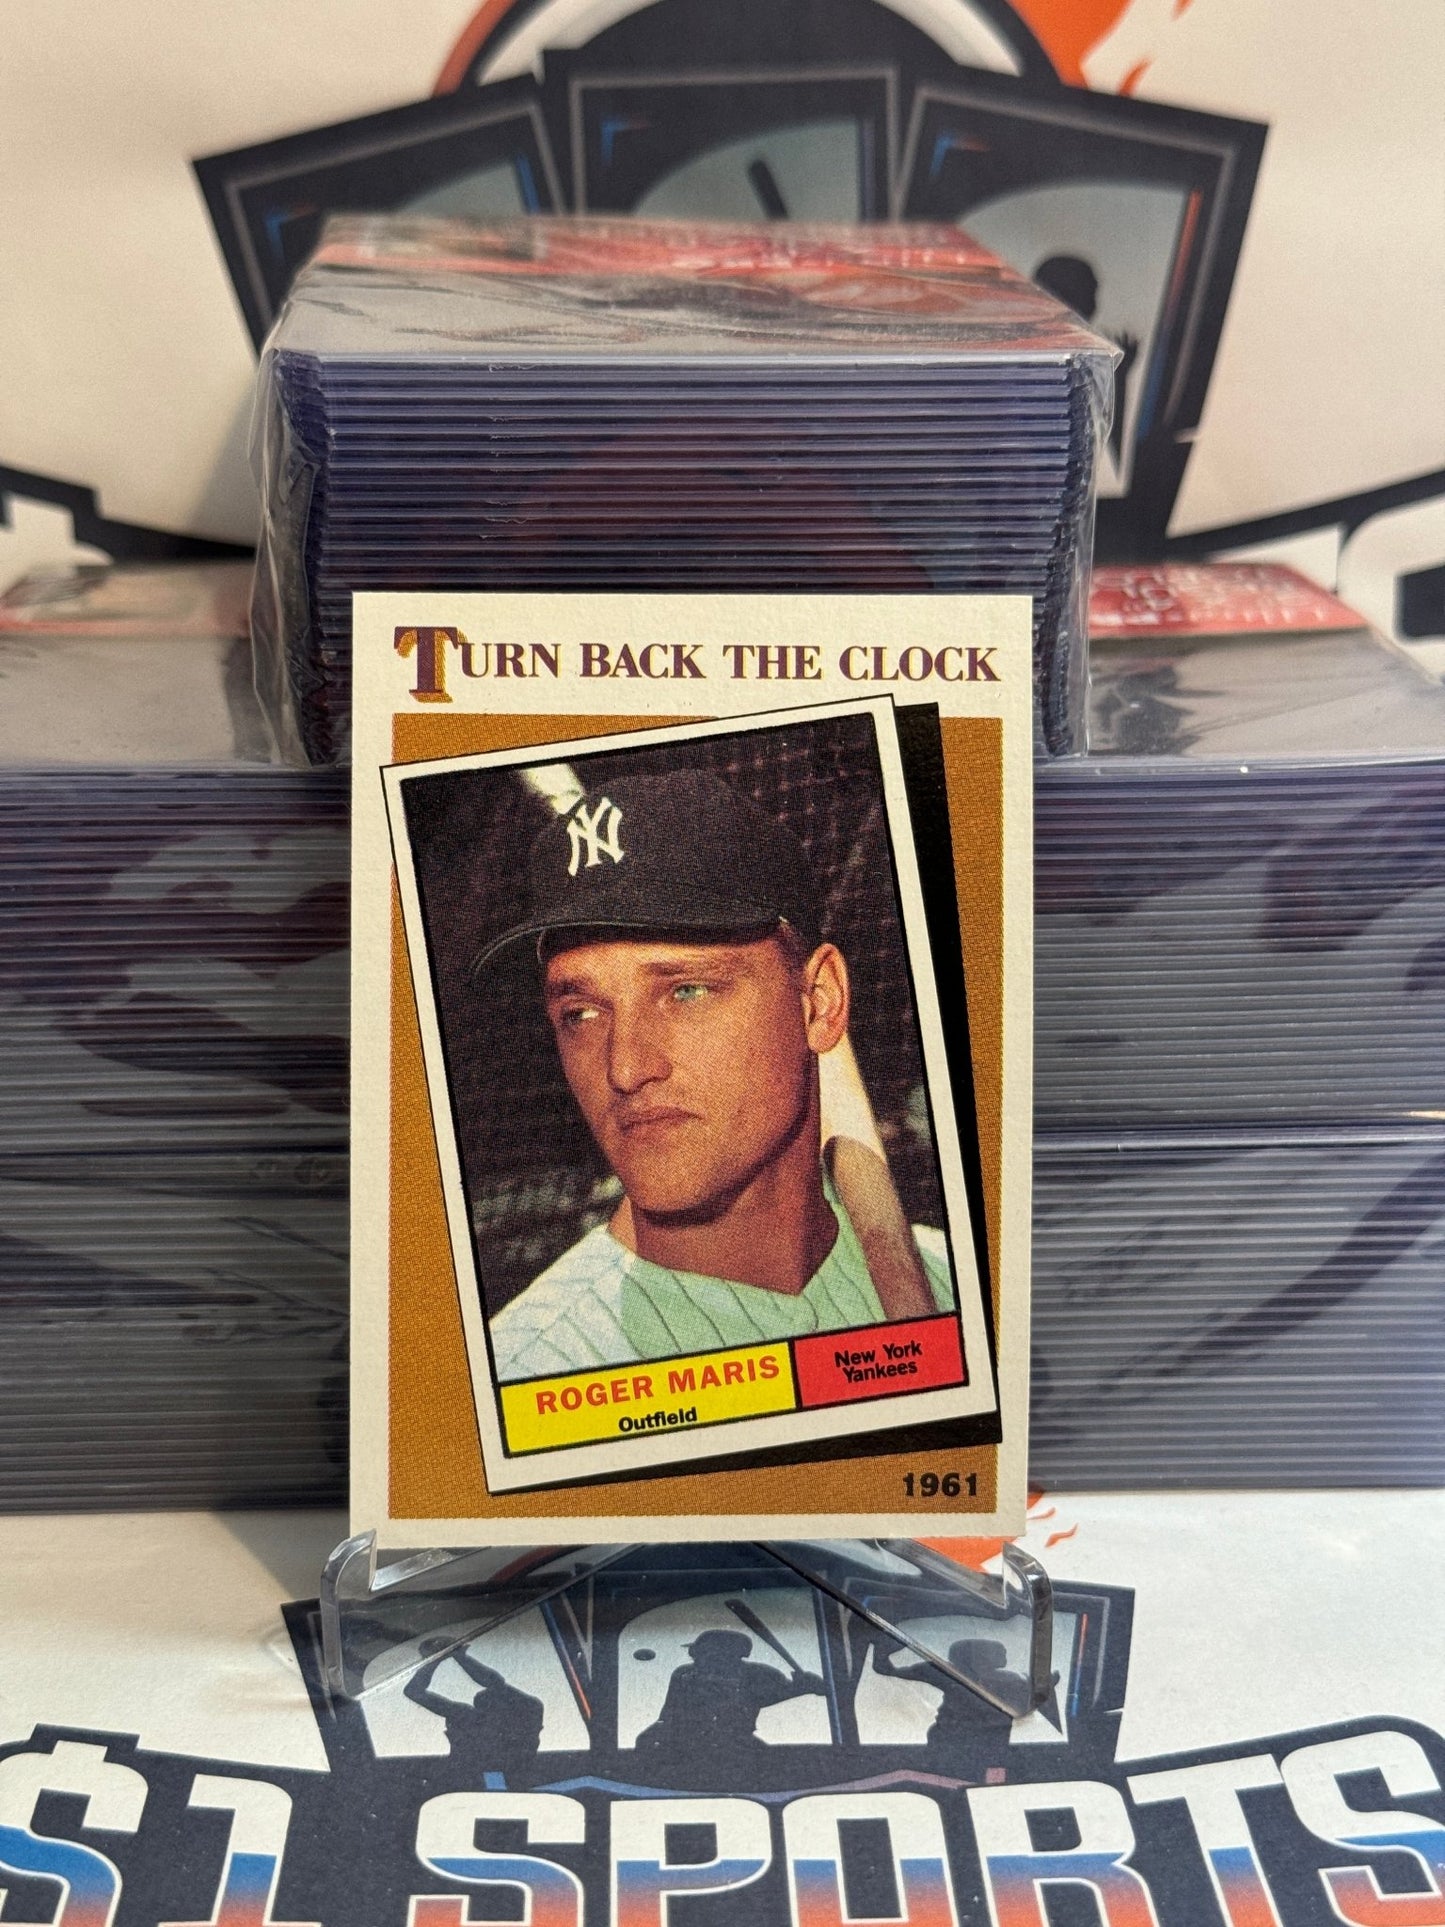 TURN BACK THE CLOCK
NY
ROGER MARIS
Outfield
New York
Yankees
1961
$1 SPORTS